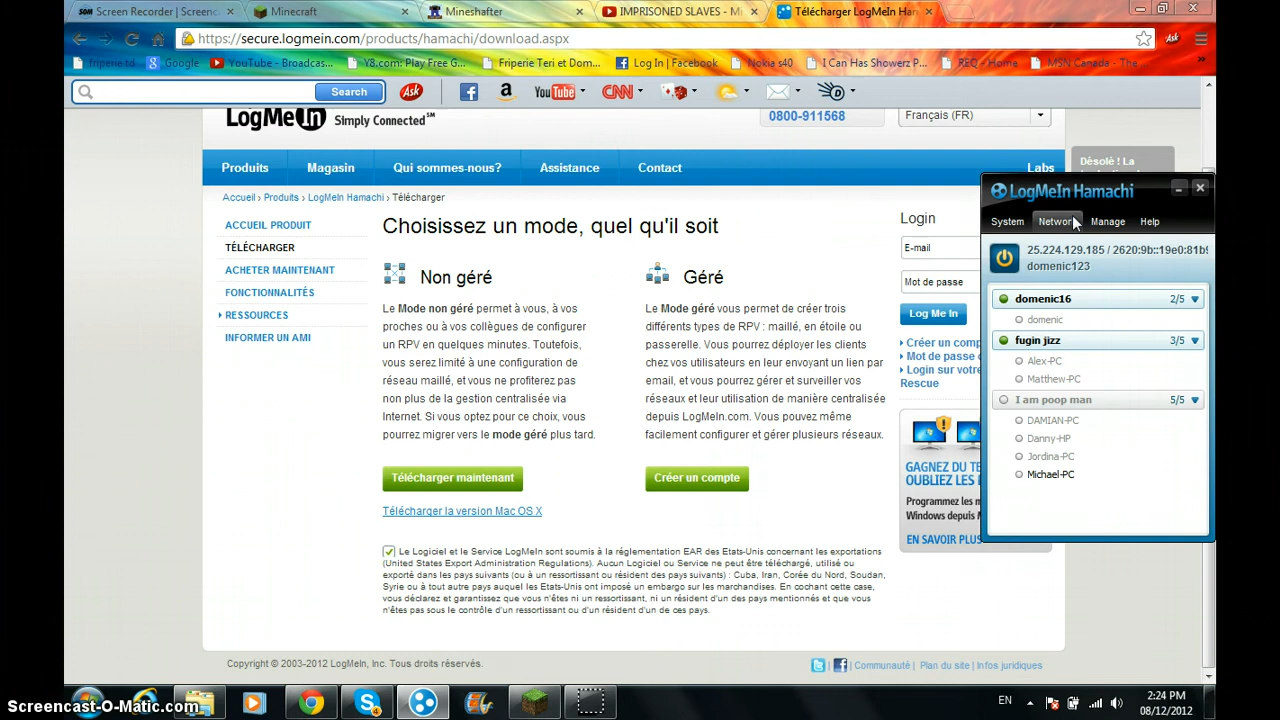 Screen Recorder | Screenc
Minecraft
Mineshafter
IMPRISONED SLAVES - Mi
Télécharger LogMeIn Ham
https://secure.logmein.com/products/hamachi/download.aspx
Ask
friperie td
Google
YouTube - Broadcas...
Y8.com: Play Free G...
Friperie Teri et Dom...
Log In | Facebook
Nokia s40
I Can Has Showerz P...
REQ - Home
MSN Canada - The ...
Search
Ask
YouTube
CNN
LogMeIn Simply Connected℠
0800-911568
Français (FR)
Produits
Magasin
Qui sommes-nous?
Assistance
Contact
Labs
Désolé ! La
Accueil › Produits › LogMeIn Hamachi › Télécharger
ACCUEIL PRODUIT
TÉLÉCHARGER
ACHETER MAINTENANT
FONCTIONNALITÉS
RESSOURCES
INFORMER UN AMI
Choisissez un mode, quel qu'il soit
Non géré
Le Mode non géré permet à vous, à vos
proches ou à vos collègues de configurer
un RPV en quelques minutes. Toutefois,
vous serez limité à une configuration de
réseau maillé, et vous ne profiterez pas
non plus de la gestion centralisée via
Internet. Si vous optez pour ce choix, vous
pourrez migrer vers le mode géré plus tard.
Télécharger maintenant
Télécharger la version Mac OS X
Géré
Le Mode géré vous permet de créer trois
différents types de RPV : maillé, en étoile ou
passerelle. Vous pourrez déployer les clients
chez vos utilisateurs en leur envoyant un lien par
email, et vous pourrez gérer et surveiller vos
réseaux et leur utilisation de manière centralisée
depuis LogMeIn.com. Vous pouvez même
facilement configurer et gérer plusieurs réseaux.
Créer un compte
Le Logiciel et le Service LogMeIn sont soumis à la réglementation EAR des Etats-Unis concernant les exportations
(United States Export Administration Regulations). Aucun Logiciel ou Service ne peut être téléchargé, utilisé ou
exporté dans les pays suivants (ou à un ressortissant ou résident des pays suivants) : Cuba, Iran, Corée du Nord, Soudan,
Syrie ou à tout autre pays auquel les Etats-Unis ont imposé un embargo sur les marchandises. En cochant cette case,
vous déclarez et garantissez que vous n'êtes ni un ressortissant, ni un résident d'un des pays mentionnés et que vous
n'êtes pas sous le contrôle d'un ressortissant ou d'un résident d'un de ces pays.
Login
E-mail
Mot de passe
Log Me In
Créer un comp
Mot de passe
Login sur votre
Rescue
GAGNEZ DU TE
OUBLIEZ LES
Programmez les m
Windows depuis
EN SAVOIR PLUS
LogMeIn Hamachi
System
Network
Manage
Help
25.224.129.185 / 2620:9b::19e0:81b9
domenic123
domenic16 2/5
domenic
fugin jizz 3/5
Alex-PC
Matthew-PC
I am poop man 5/5
DAMIAN-PC
Danny-HP
Jordina-PC
Michael-PC
Copyright © 2003-2012 LogMeIn, Inc. Tous droits réservés.
Communauté | Plan du site | Infos juridiques
EN
2:24 PM
08/12/2012
Screencast-O-Matic.com